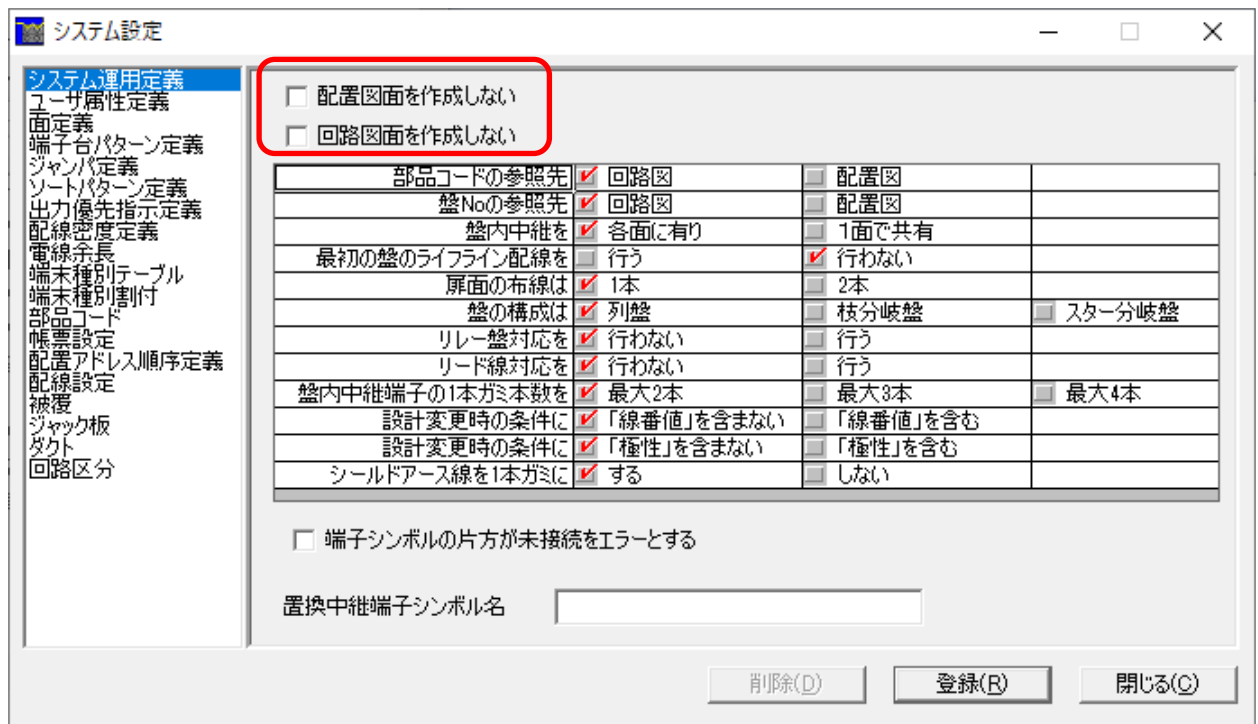 システム設定
システム運用定義
ユーザ属性定義
面定義
端子台パターン定義
ジャンパ定義
ソートパターン定義
出力優先指示定義
配線密度定義
電線余長
端末種別テーブル
端末種別割付
部品コード
帳票設定
配置アドレス順序定義
配線設定
被覆
ジャック板
ダクト
回路区分
配置図面を作成しない
回路図面を作成しない
部品コードの参照先 回路図 配置図
盤Noの参照先 回路図 配置図
盤内中継を 各面に有り 1面で共有
最初の盤のライフライン配線を 行う 行わない
扉面の布線は 1本 2本
盤の構成は 列盤 枝分岐盤 スター分岐盤
リレー盤対応を 行わない 行う
リード線対応を 行わない 行う
盤内中継端子の1本ガミ本数を 最大2本 最大3本 最大4本
設計変更時の条件に 「線番値」を含まない 「線番値」を含む
設計変更時の条件に 「極性」を含まない 「極性」を含む
シールドアース線を1本ガミに する しない
端子シンボルの片方が未接続をエラーとする
置換中継端子シンボル名
削除(D) 登録(R) 閉じる(C)